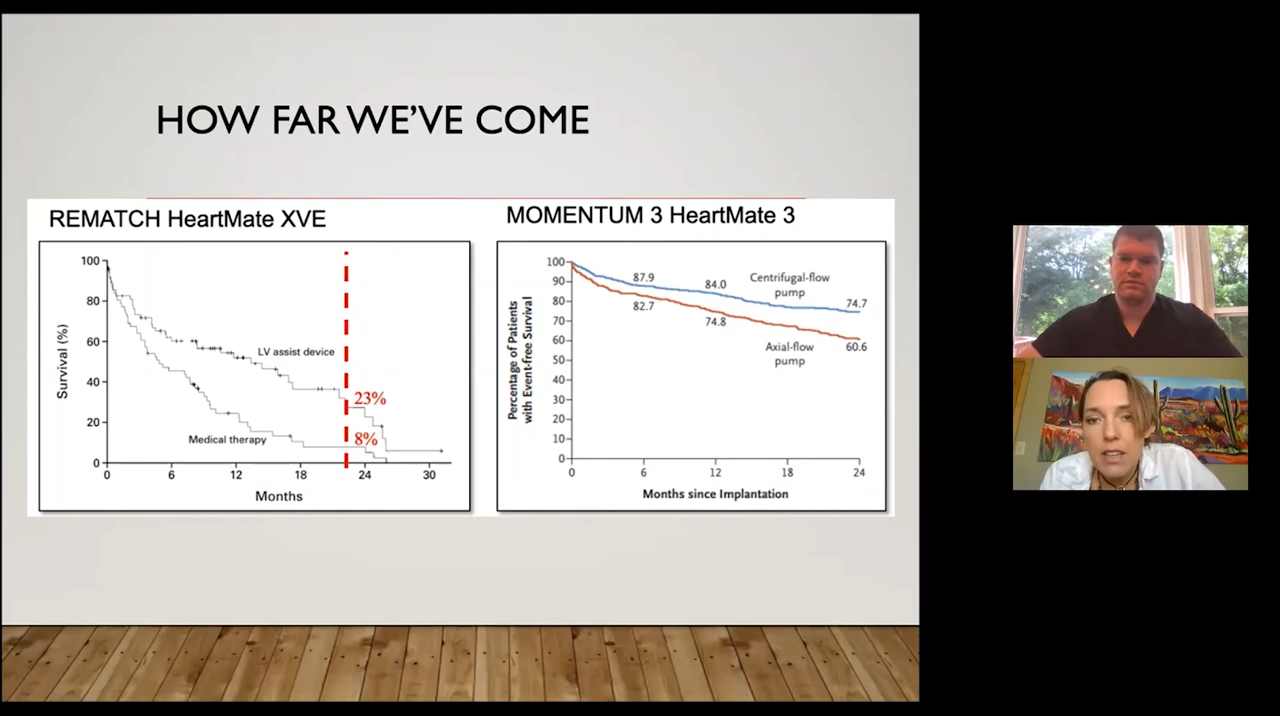 HOW FAR WE'VE COME
REMATCH HeartMate XVE
100
80
60
40
20
0
Survival (%)
LV assist device
Medical therapy
23%
8%
0 6 12 18 24 30
Months
MOMENTUM 3 HeartMate 3
100
90
80
70
60
50
40
30
20
10
0
Percentage of Patients
with Event-free Survival
87.9
84.0
74.7
82.7
74.8
60.6
Centrifugal-flow
pump
Axial-flow
pump
0 6 12 18 24
Months since Implantation